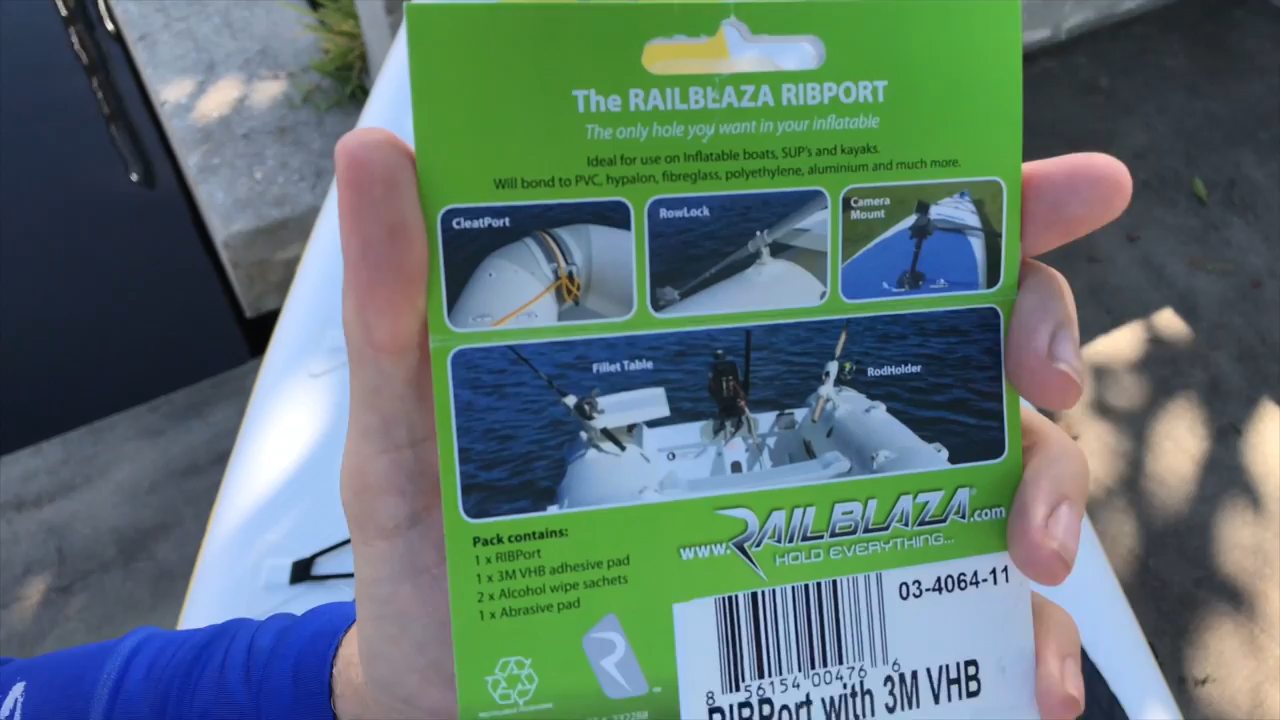 The RAILBLAZA RIBPORT
The only hole you want in your inflatable
Ideal for use on Inflatable boats, SUP's and kayaks.
Will bond to PVC, hypalon, fibreglass, polyethylene, aluminium and much more.
CleatPort
RowLock
Camera
Mount
Fillet Table
RodHolder
www.RAILBLAZA.com
HOLD EVERYTHING...
Pack contains:
1 x RIBPort
1 x 3M VHB adhesive pad
2 x Alcohol wipe sachets
1 x Abrasive pad
03-4064-11
8 56154 00476 6
RIBPort with 3M VHB